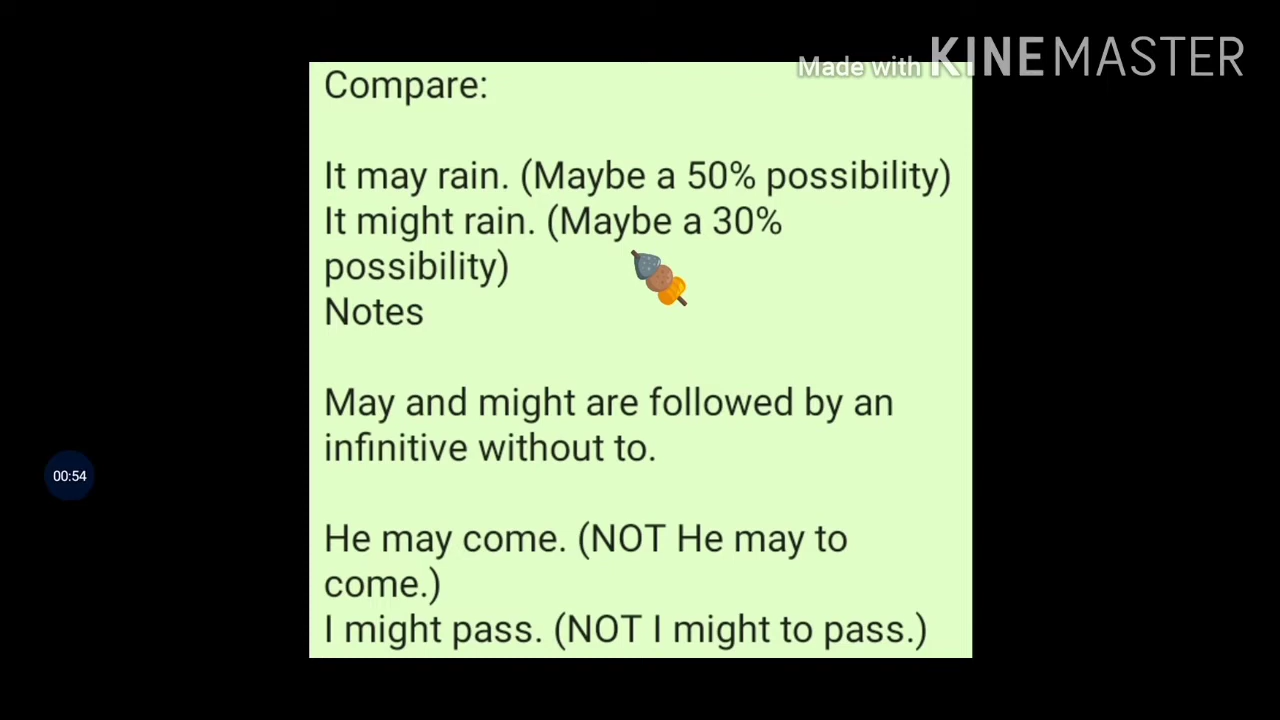 Made with KINEMASTER
Compare:
It may rain. (Maybe a 50% possibility)
It might rain. (Maybe a 30%
possibility)
Notes
May and might are followed by an
infinitive without to.
00:54
He may come. (NOT He may to
come.)
I might pass. (NOT I might to pass.)